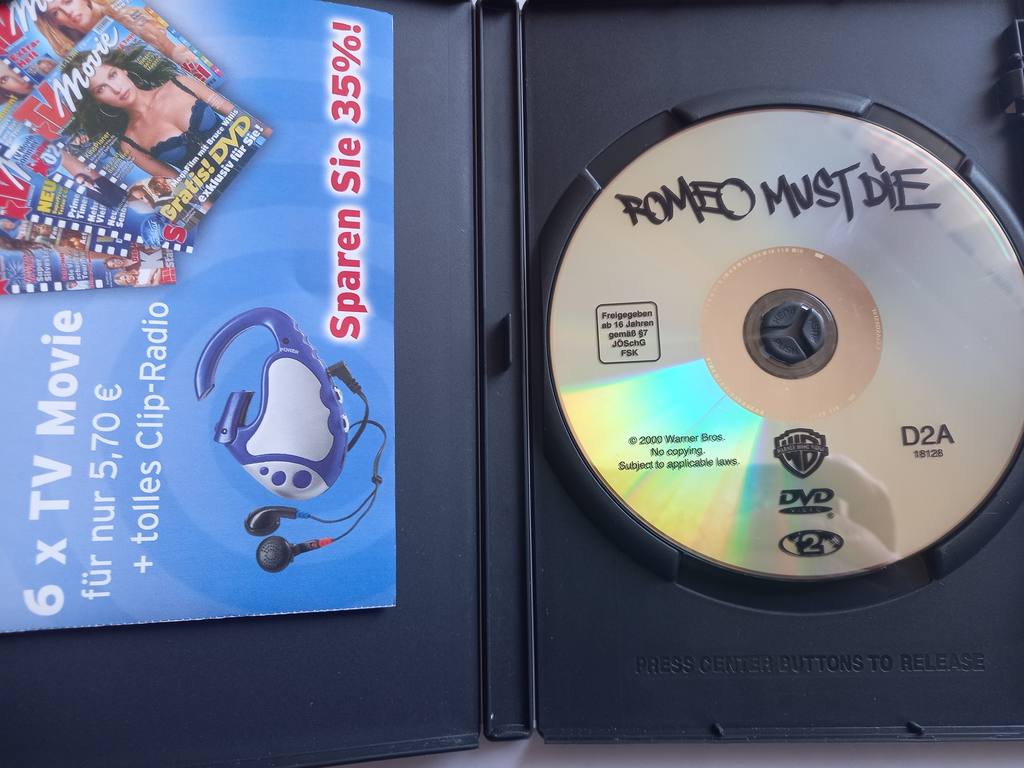 TV Movie
Gratis! DVD
exklusiv für Sie!
NEU
Sparen Sie 35%!
6 x TV Movie
für nur 5,70 €
+ tolles Clip-Radio
POWER
ROMEO MUST DIE
Freigegeben
ab 16 Jahren
gemäß §7
JÖSchG
FSK
© 2000 Warner Bros.
No copying.
Subject to applicable laws.
D2A
18128
DVD
2
PRESS CENTER BUTTONS TO RELEASE